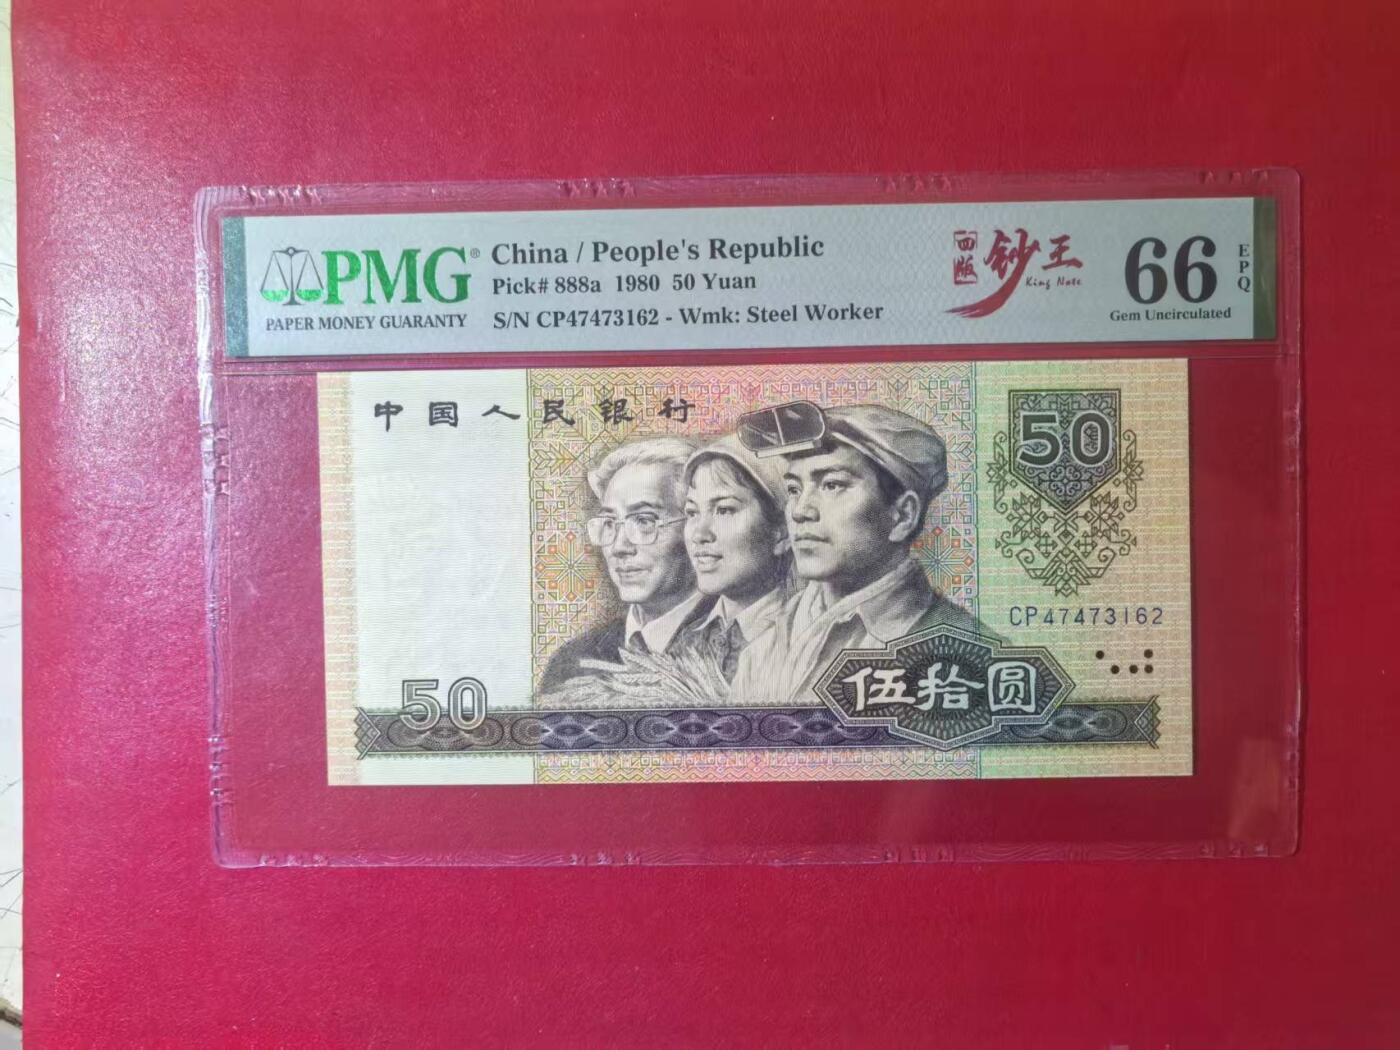 PMG®
PAPER MONEY GUARANTY
China / People's Republic
Pick# 888a 1980 50 Yuan
S/N CP47473162 - Wmk: Steel Worker
四版 钞王
King Note
66 EPQ
Gem Uncirculated
中国人民银行
50
CP47473162
伍拾圆
50